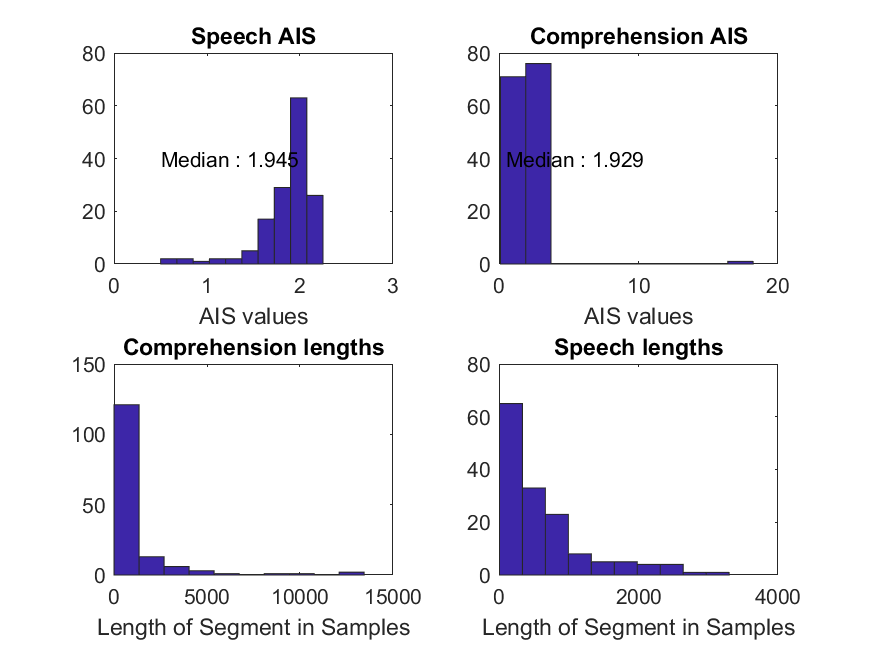 Speech AIS
80
60
40
20
0
Median : 1.945
0 1 2 3
AIS values
Comprehension AIS
80
60
40
20
0
Median : 1.929
0 10 20
AIS values
Comprehension lengths
150
100
50
0
0 5000 10000 15000
Length of Segment in Samples
Speech lengths
80
60
40
20
0
0 2000 4000
Length of Segment in Samples